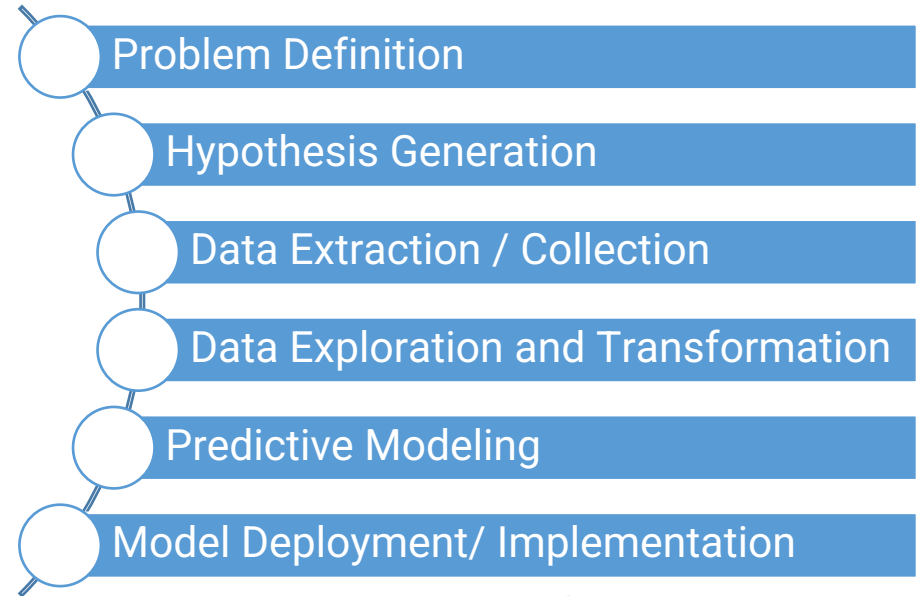 Problem Definition
Hypothesis Generation
Data Extraction / Collection
Data Exploration and Transformation
Predictive Modeling
Model Deployment/ Implementation